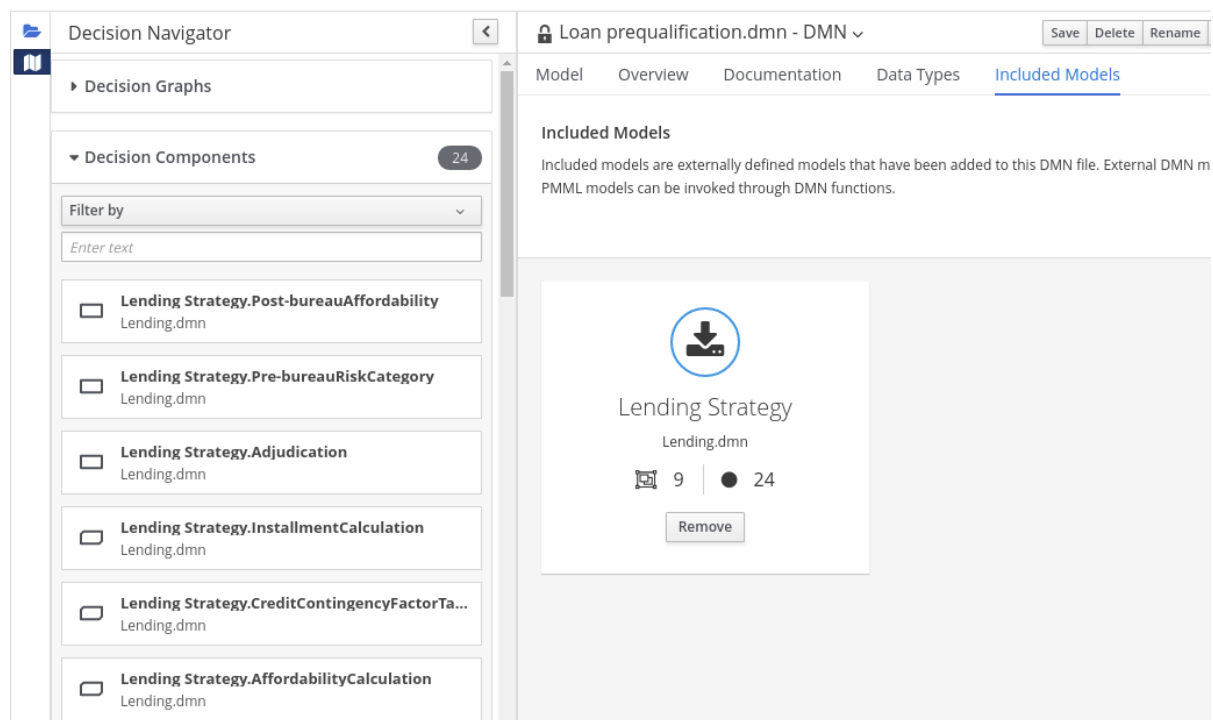 Decision Navigator
Decision Graphs
Decision Components
24
Filter by
Enter text
Lending Strategy.Post-bureauAffordability
Lending.dmn
Lending Strategy.Pre-bureauRiskCategory
Lending.dmn
Lending Strategy.Adjudication
Lending.dmn
Lending Strategy.InstallmentCalculation
Lending.dmn
Lending Strategy.CreditContingencyFactorTa...
Lending.dmn
Lending Strategy.AffordabilityCalculation
Lending.dmn
Loan prequalification.dmn - DMN
Save Delete Rename
Model Overview Documentation Data Types Included Models
Included Models
Included models are externally defined models that have been added to this DMN file. External DMN m
PMML models can be invoked through DMN functions.
Lending Strategy
Lending.dmn
9 24
Remove